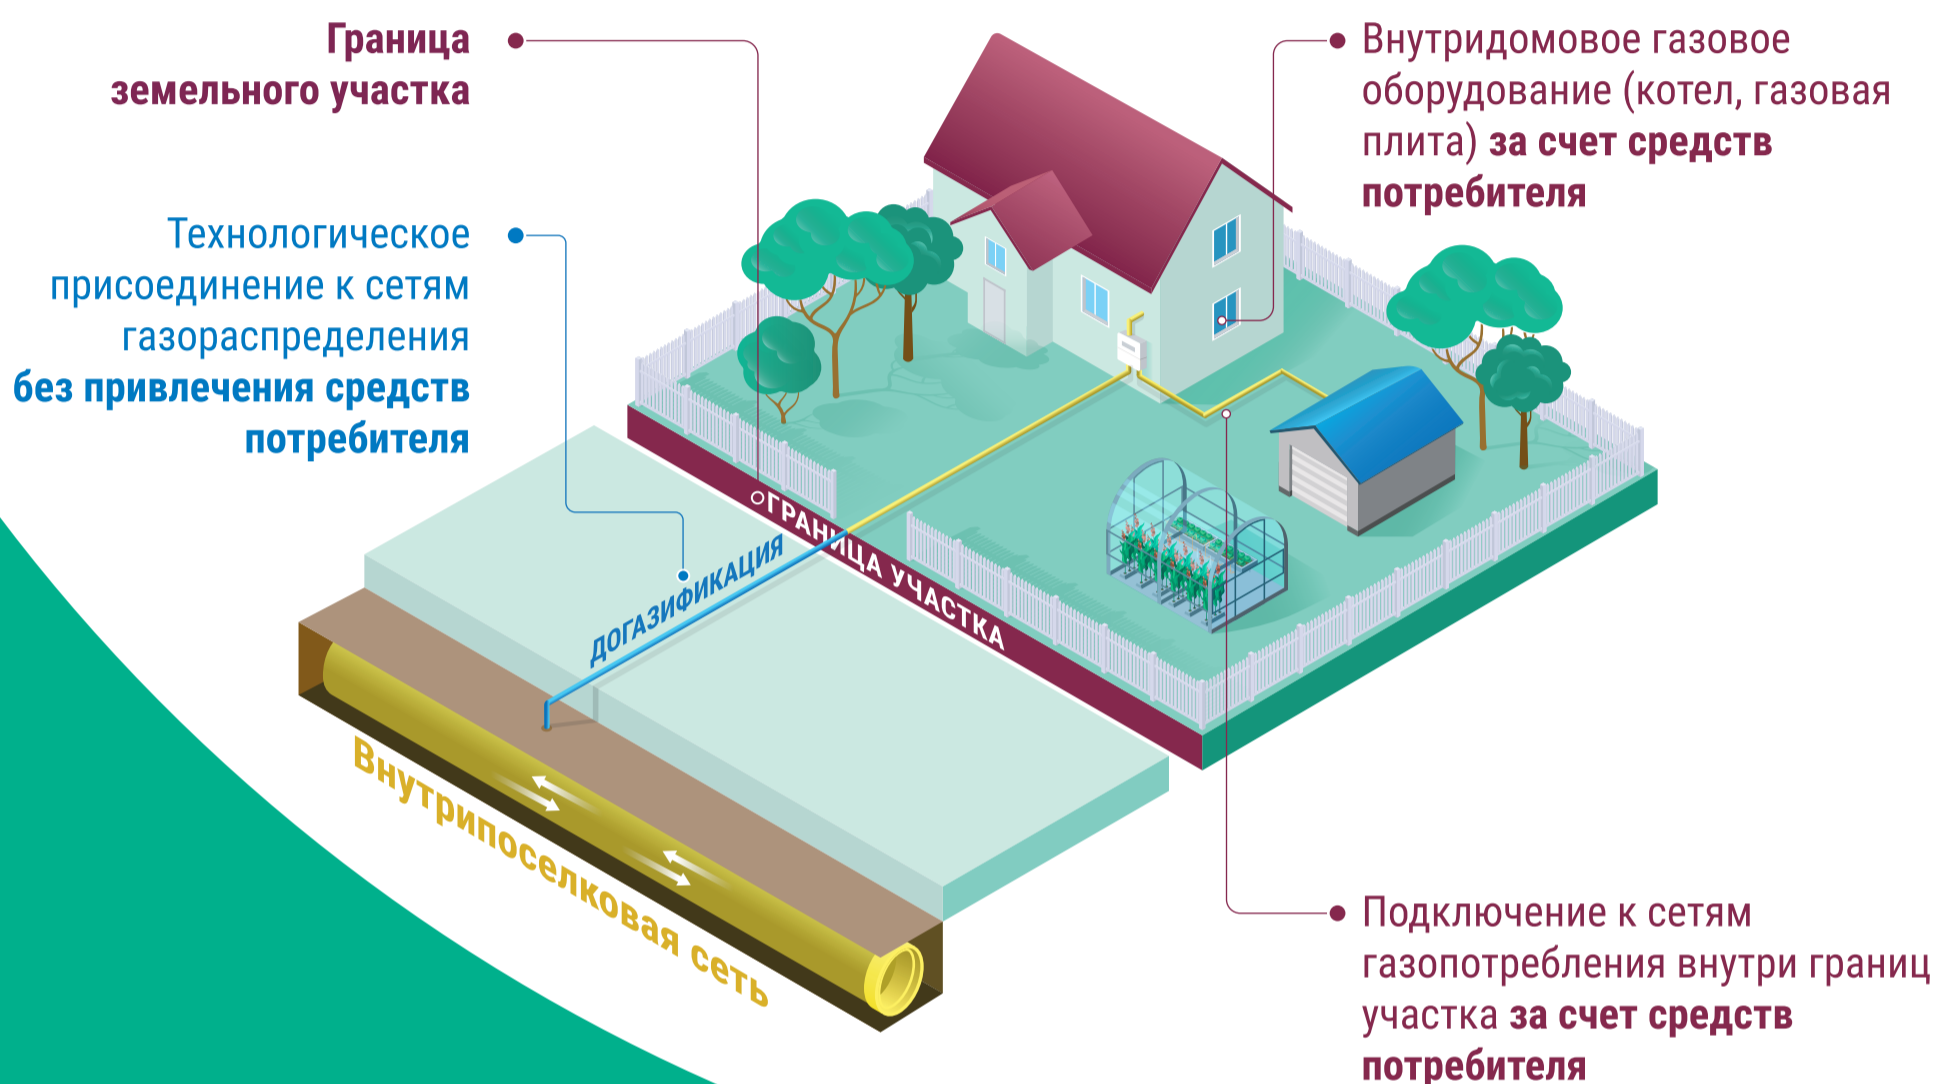 Граница
земельного участка
Технологическое
присоединение к сетям
газораспределения
без привлечения средств
потребителя
Внутридомовое газовое
оборудование (котел, газовая
плита) за счет средств
потребителя
ГРАНИЦА УЧАСТКА
ДОГАЗИФИКАЦИЯ
Внутрипоселковая сеть
Подключение к сетям
газопотребления внутри границ
участка за счет средств
потребителя